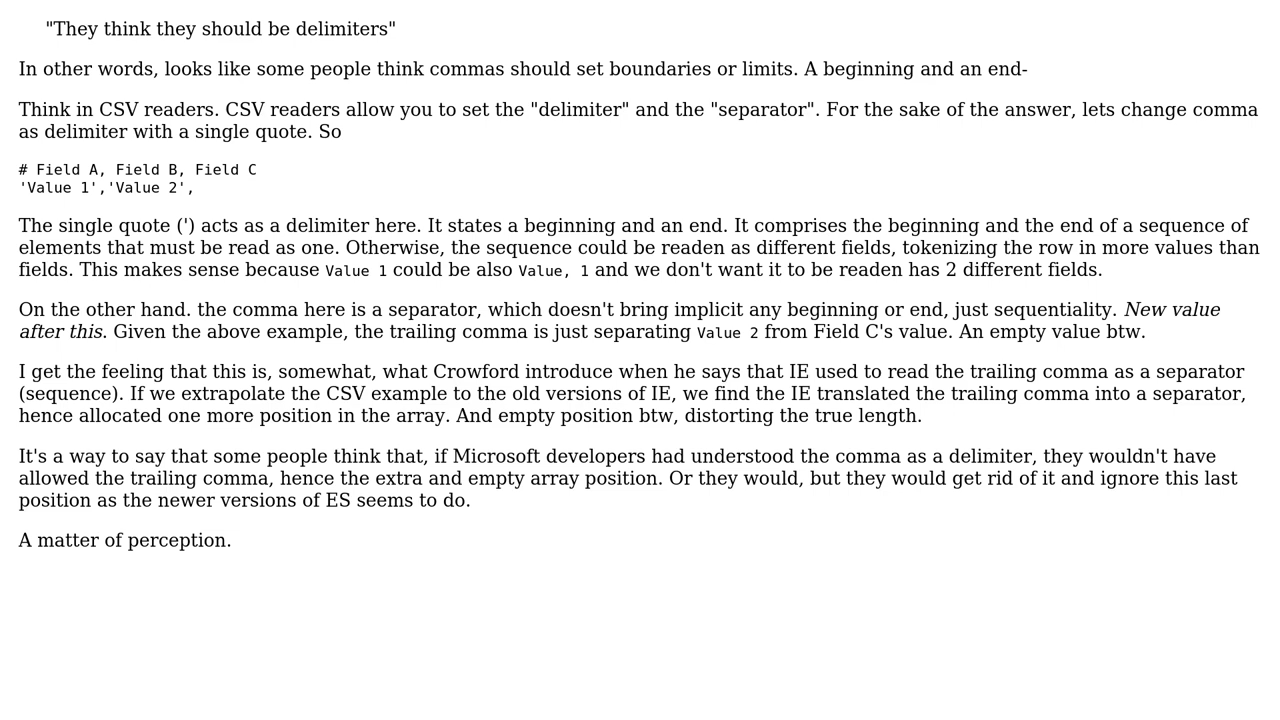 "They think they should be delimiters"
In other words, looks like some people think commas should set boundaries or limits. A beginning and an end-
Think in CSV readers. CSV readers allow you to set the "delimiter" and the "separator". For the sake of the answer, lets change comma
as delimiter with a single quote. So
# Field A, Field B, Field C
'Value 1','Value 2',
The single quote (') acts as a delimiter here. It states a beginning and an end. It comprises the beginning and the end of a sequence of
elements that must be read as one. Otherwise, the sequence could be readen as different fields, tokenizing the row in more values than
fields. This makes sense because Value 1 could be also Value, 1 and we don't want it to be readen has 2 different fields.
On the other hand. the comma here is a separator, which doesn't bring implicit any beginning or end, just sequentiality. New value
after this. Given the above example, the trailing comma is just separating Value 2 from Field C's value. An empty value btw.
I get the feeling that this is, somewhat, what Crowford introduce when he says that IE used to read the trailing comma as a separator
(sequence). If we extrapolate the CSV example to the old versions of IE, we find the IE translated the trailing comma into a separator,
hence allocated one more position in the array. And empty position btw, distorting the true length.
It's a way to say that some people think that, if Microsoft developers had understood the comma as a delimiter, they wouldn't have
allowed the trailing comma, hence the extra and empty array position. Or they would, but they would get rid of it and ignore this last
position as the newer versions of ES seems to do.
A matter of perception.